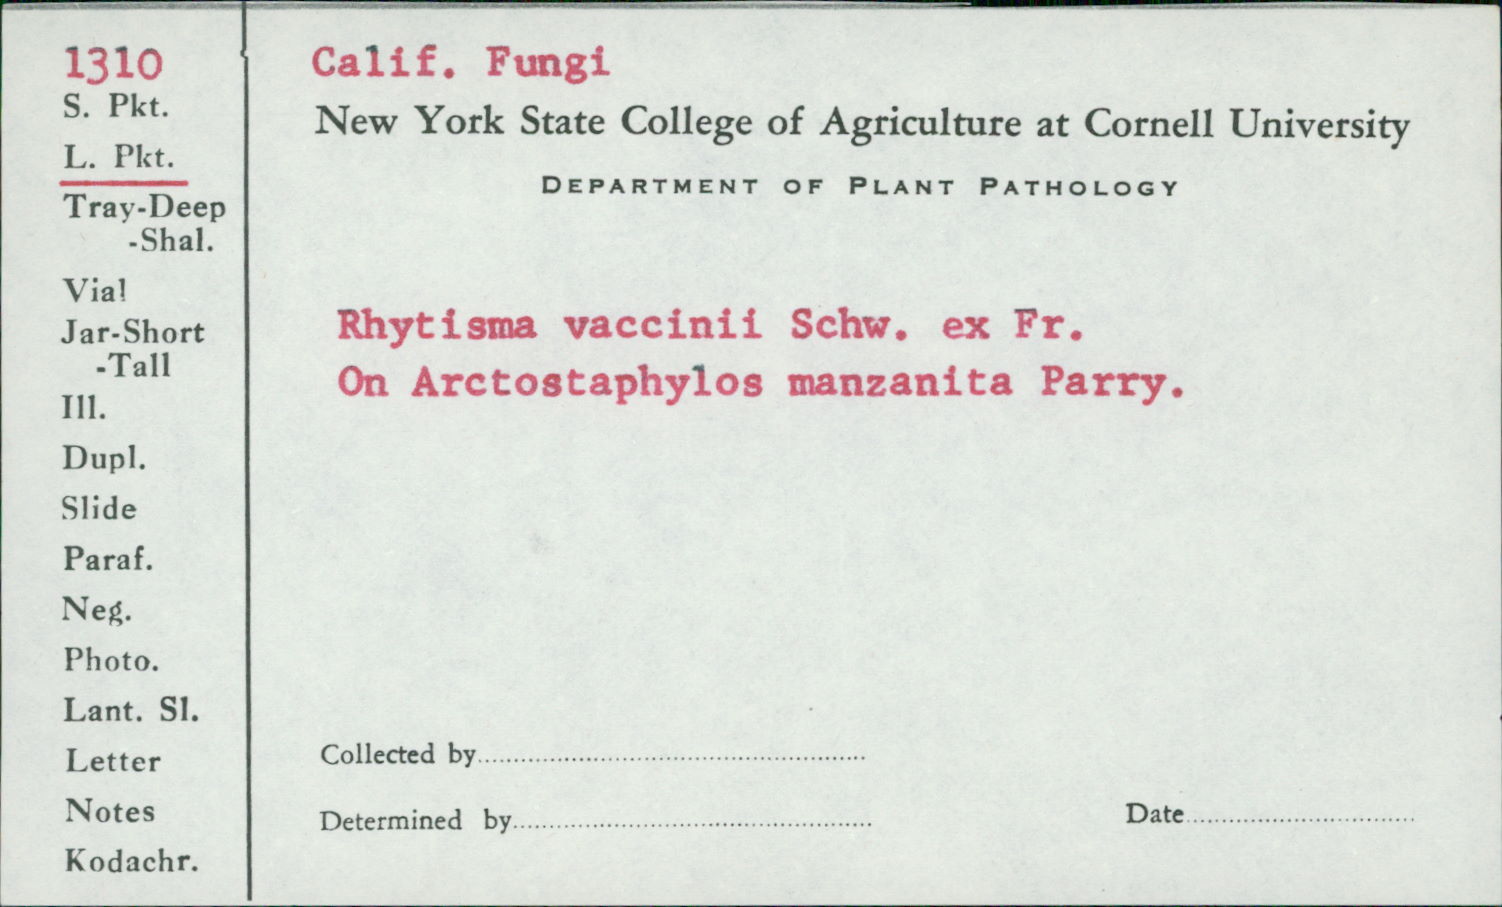 1310
S. Pkt.
L. Pkt.
Tray-Deep
-Shal.
Vial
Jar-Short
-Tall
Ill.
Dupl.
Slide
Paraf.
Neg.
Photo.
Lant. Sl.
Letter
Notes
Kodachr.
Calif. Fungi
New York State College of Agriculture at Cornell University
DEPARTMENT OF PLANT PATHOLOGY
Rhytisma vaccinii Schw. ex Fr.
On Arctostaphylos manzanita Parry.
Collected by
Determined by
Date